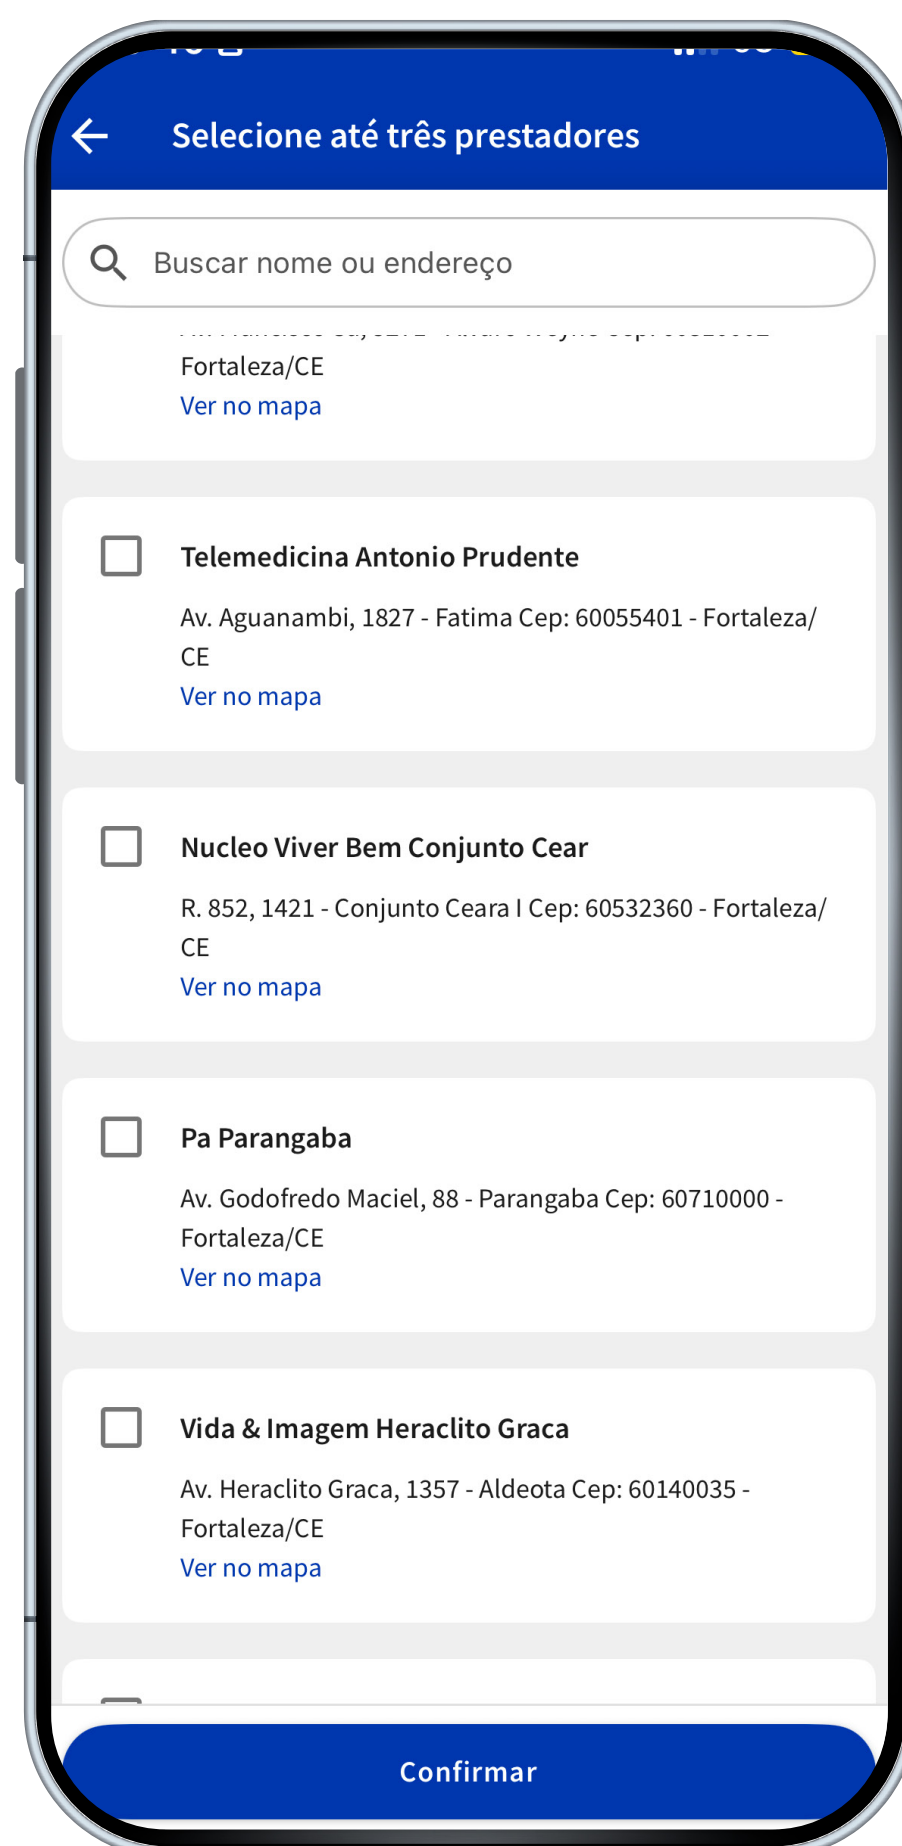 Selecione até três prestadores
Buscar nome ou endereço
Fortaleza/CE
Ver no mapa
Telemedicina Antonio Prudente
Av. Aguanambi, 1827 - Fatima Cep: 60055401 - Fortaleza/
CE
Ver no mapa
Nucleo Viver Bem Conjunto Cear
R. 852, 1421 - Conjunto Ceara I Cep: 60532360 - Fortaleza/
CE
Ver no mapa
Pa Parangaba
Av. Godofredo Maciel, 88 - Parangaba Cep: 60710000 -
Fortaleza/CE
Ver no mapa
Vida & Imagem Heraclito Graca
Av. Heraclito Graca, 1357 - Aldeota Cep: 60140035 -
Fortaleza/CE
Ver no mapa
Confirmar